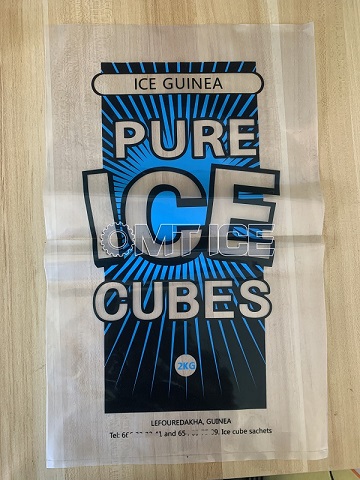 ICE GUINEA
PURE
ICE
OMT ICE
CUBES
2KG
LEFOUREDAKHA, GUINEA
Tel: and Ice cube sachets